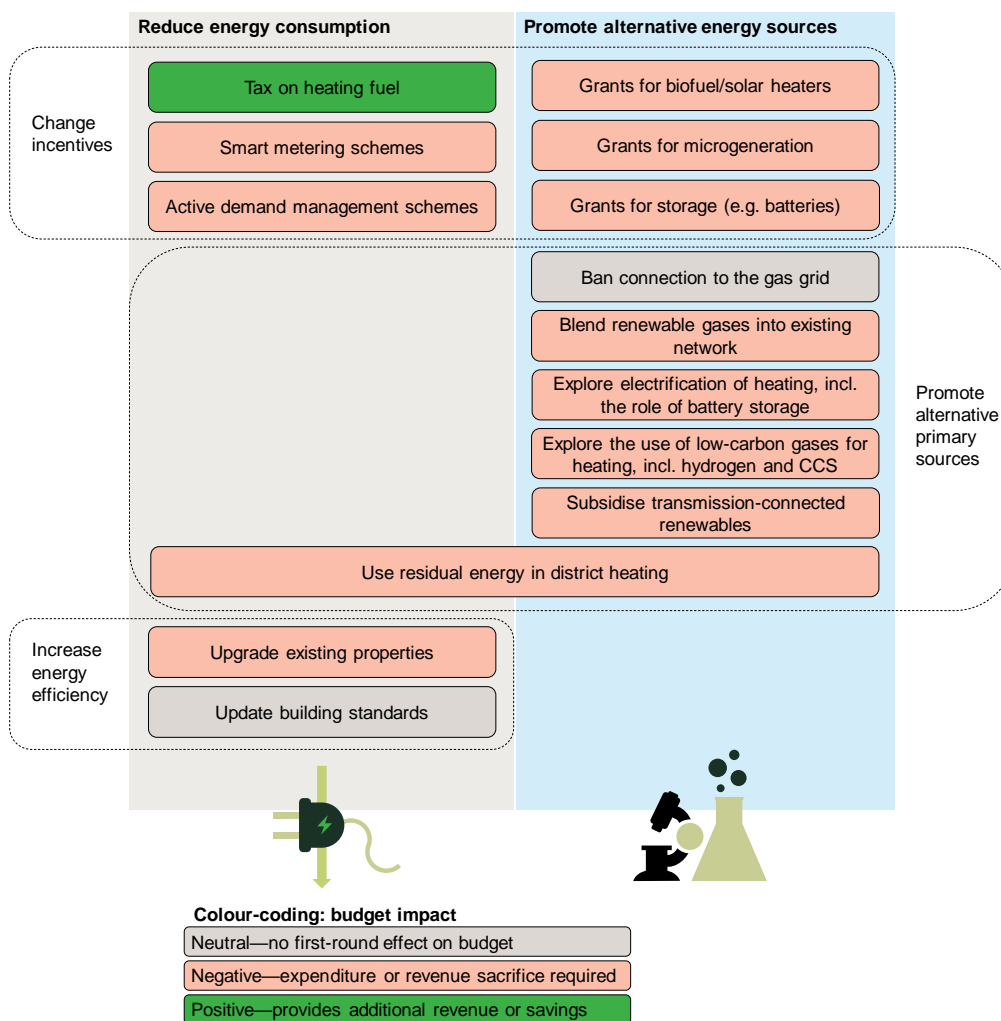 Reduce energy consumption
Promote alternative energy sources
Change
incentives
Tax on heating fuel
Smart metering schemes
Active demand management schemes
Grants for biofuel/solar heaters
Grants for microgeneration
Grants for storage (e.g. batteries)
Ban connection to the gas grid
Blend renewable gases into existing
network
Explore electrification of heating, incl.
the role of battery storage
Explore the use of low-carbon gases for
heating, incl. hydrogen and CCS
Subsidise transmission-connected
renewables
Use residual energy in district heating
Promote
alternative
primary
sources
Increase
energy
efficiency
Upgrade existing properties
Update building standards
Colour-coding: budget impact
Neutral—no first-round effect on budget
Negative—expenditure or revenue sacrifice required
Positive—provides additional revenue or savings